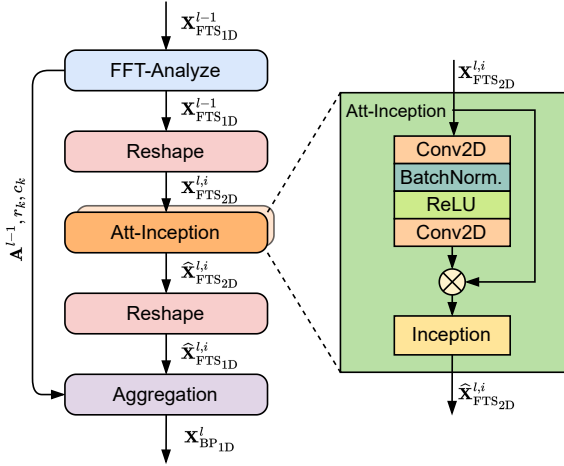 X^{l-1}_{FTS_{1D}}
FFT-Analyze
X^{l-1}_{FTS_{1D}}
Reshape
X^{l,i}_{FTS_{2D}}
Att-Inception
X̂^{l,i}_{FTS_{2D}}
Reshape
X̂^{l,i}_{FTS_{1D}}
Aggregation
X^{l}_{BP_{1D}}
A^{l-1}, r_k, c_k
X^{l,i}_{FTS_{2D}}
Att-Inception
Conv2D
BatchNorm.
ReLU
Conv2D
Inception
X̂^{l,i}_{FTS_{2D}}